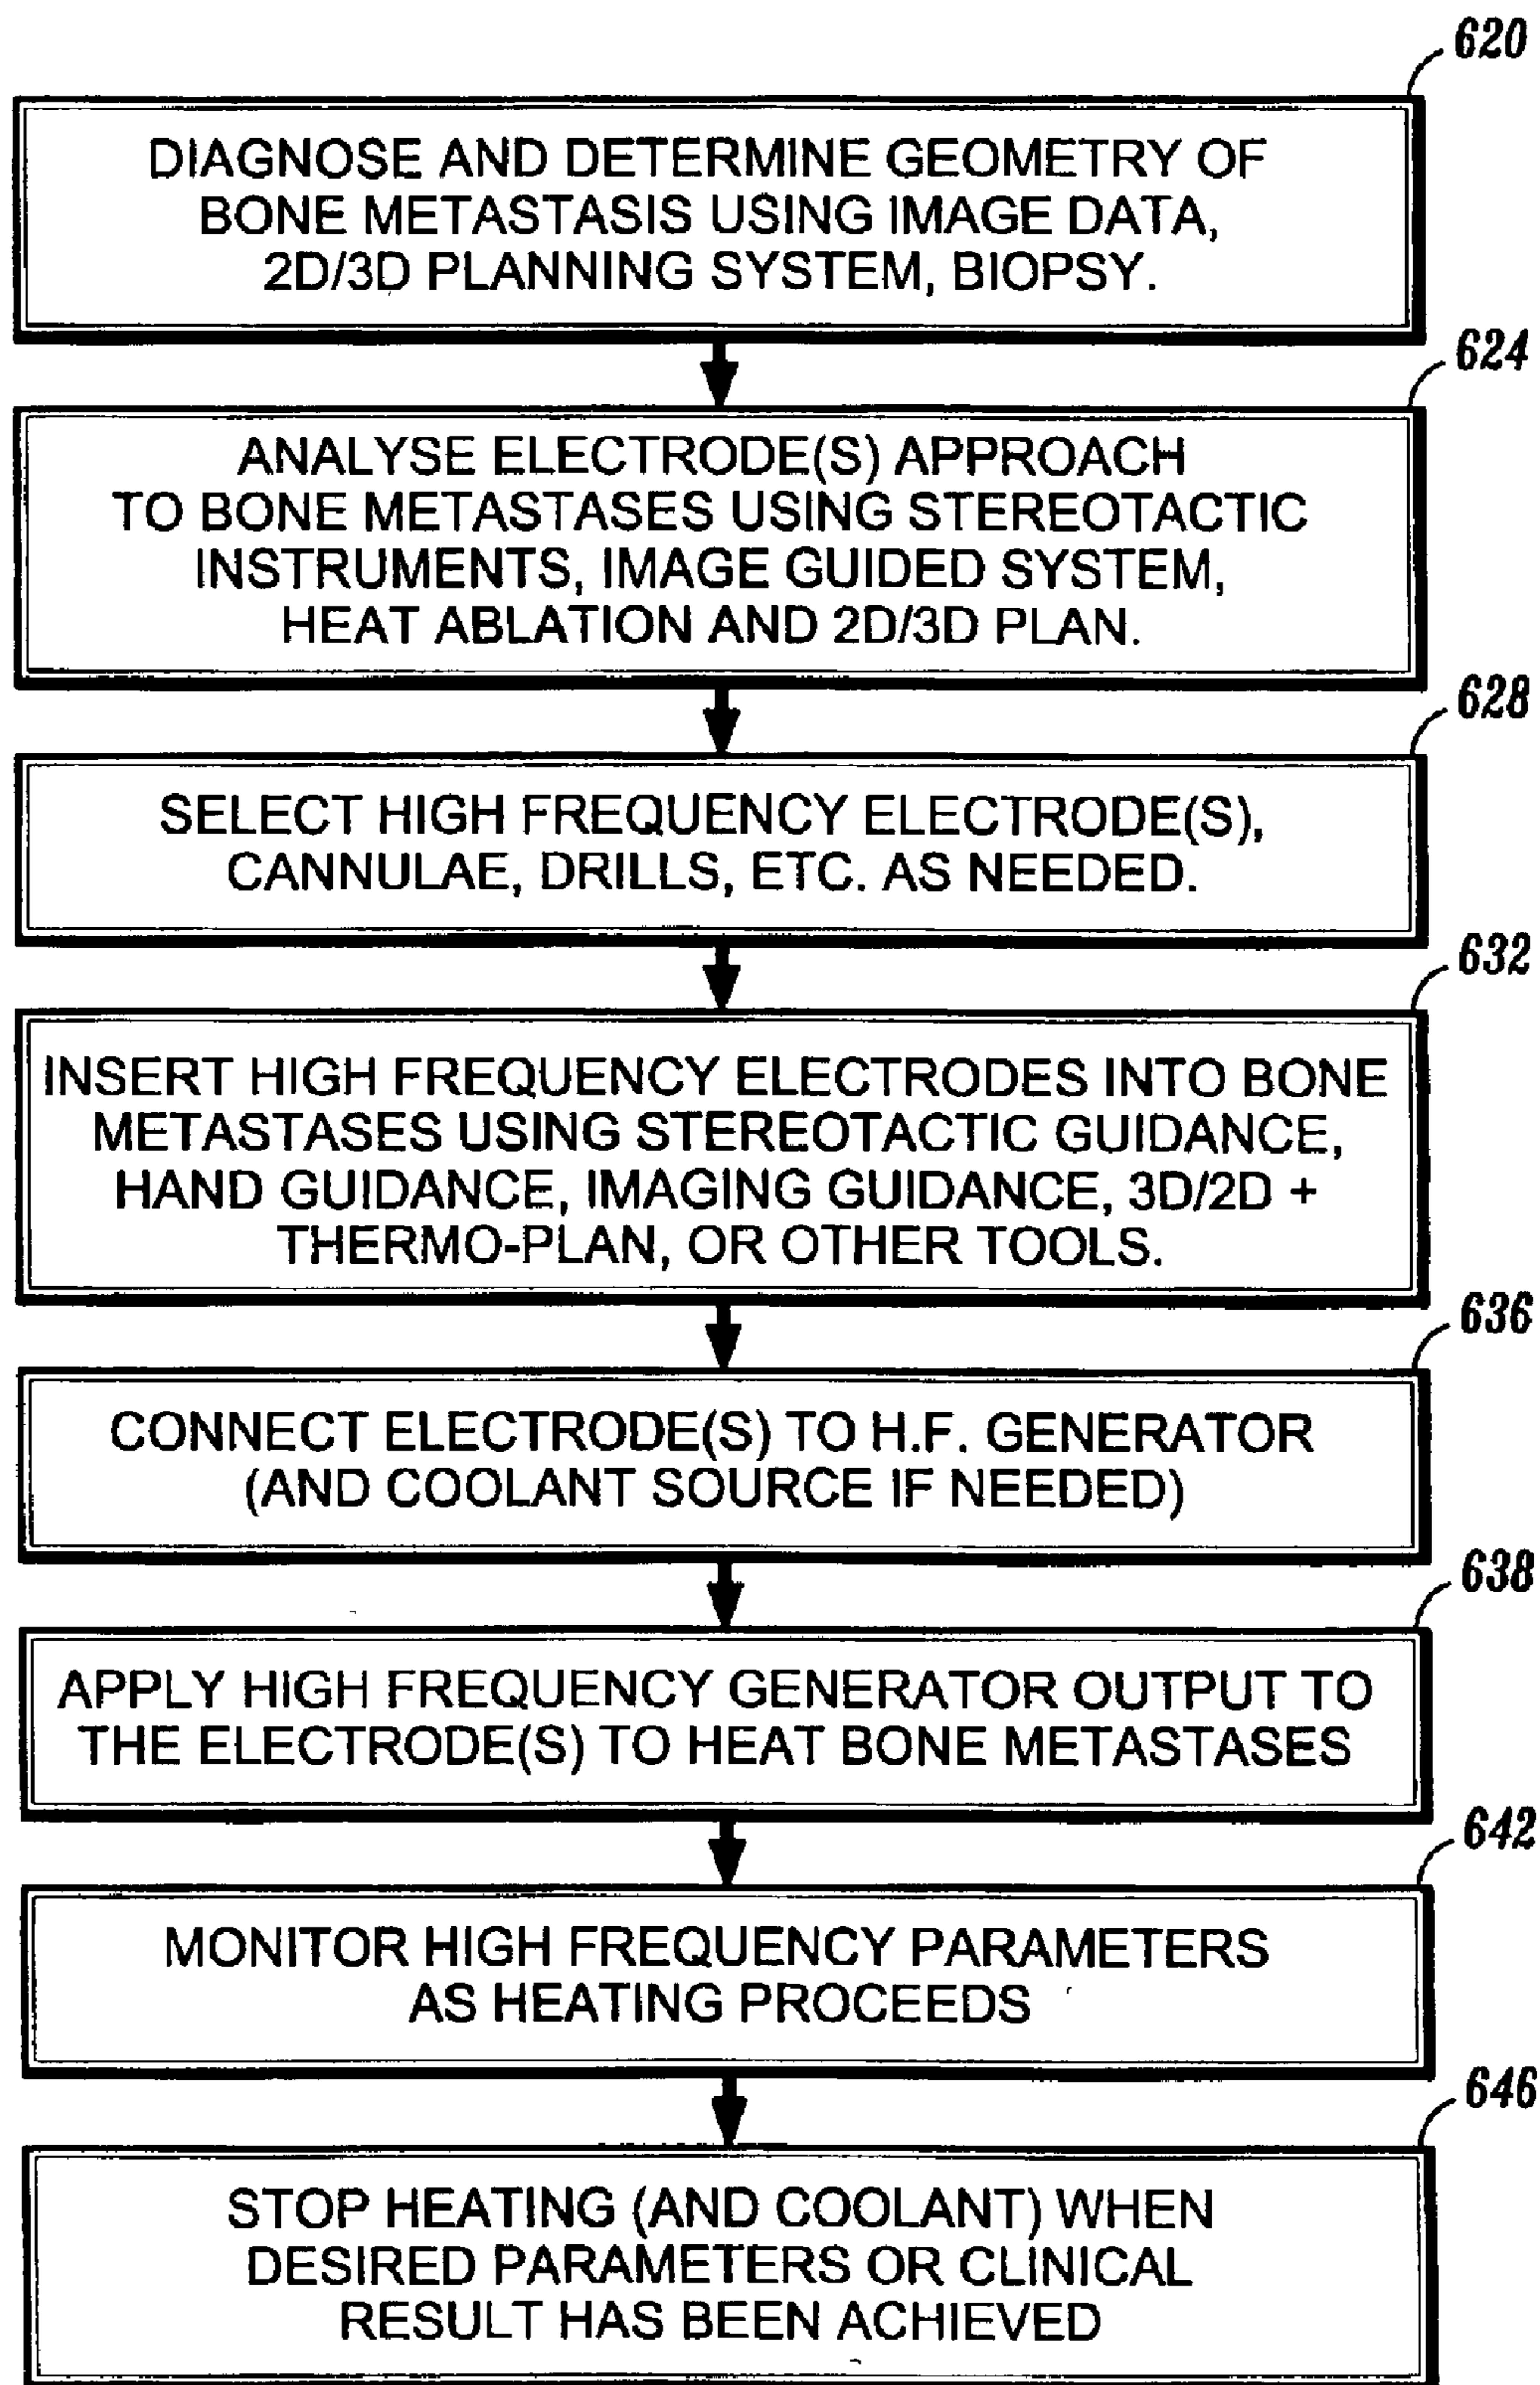 620
DIAGNOSE AND DETERMINE GEOMETRY OF
BONE METASTASIS USING IMAGE DATA,
2D/3D PLANNING SYSTEM, BIOPSY.
624
ANALYSE ELECTRODE(S) APPROACH
TO BONE METASTASES USING STEREOTACTIC
INSTRUMENTS, IMAGE GUIDED SYSTEM,
HEAT ABLATION AND 2D/3D PLAN.
628
SELECT HIGH FREQUENCY ELECTRODE(S),
CANNULAE, DRILLS, ETC. AS NEEDED.
632
INSERT HIGH FREQUENCY ELECTRODES INTO BONE
METASTASES USING STEREOTACTIC GUIDANCE,
HAND GUIDANCE, IMAGING GUIDANCE, 3D/2D +
THERMO-PLAN, OR OTHER TOOLS.
636
CONNECT ELECTRODE(S) TO H.F. GENERATOR
(AND COOLANT SOURCE IF NEEDED)
638
APPLY HIGH FREQUENCY GENERATOR OUTPUT TO
THE ELECTRODE(S) TO HEAT BONE METASTASES
642
MONITOR HIGH FREQUENCY PARAMETERS
AS HEATING PROCEEDS
646
STOP HEATING (AND COOLANT) WHEN
DESIRED PARAMETERS OR CLINICAL
RESULT HAS BEEN ACHIEVED